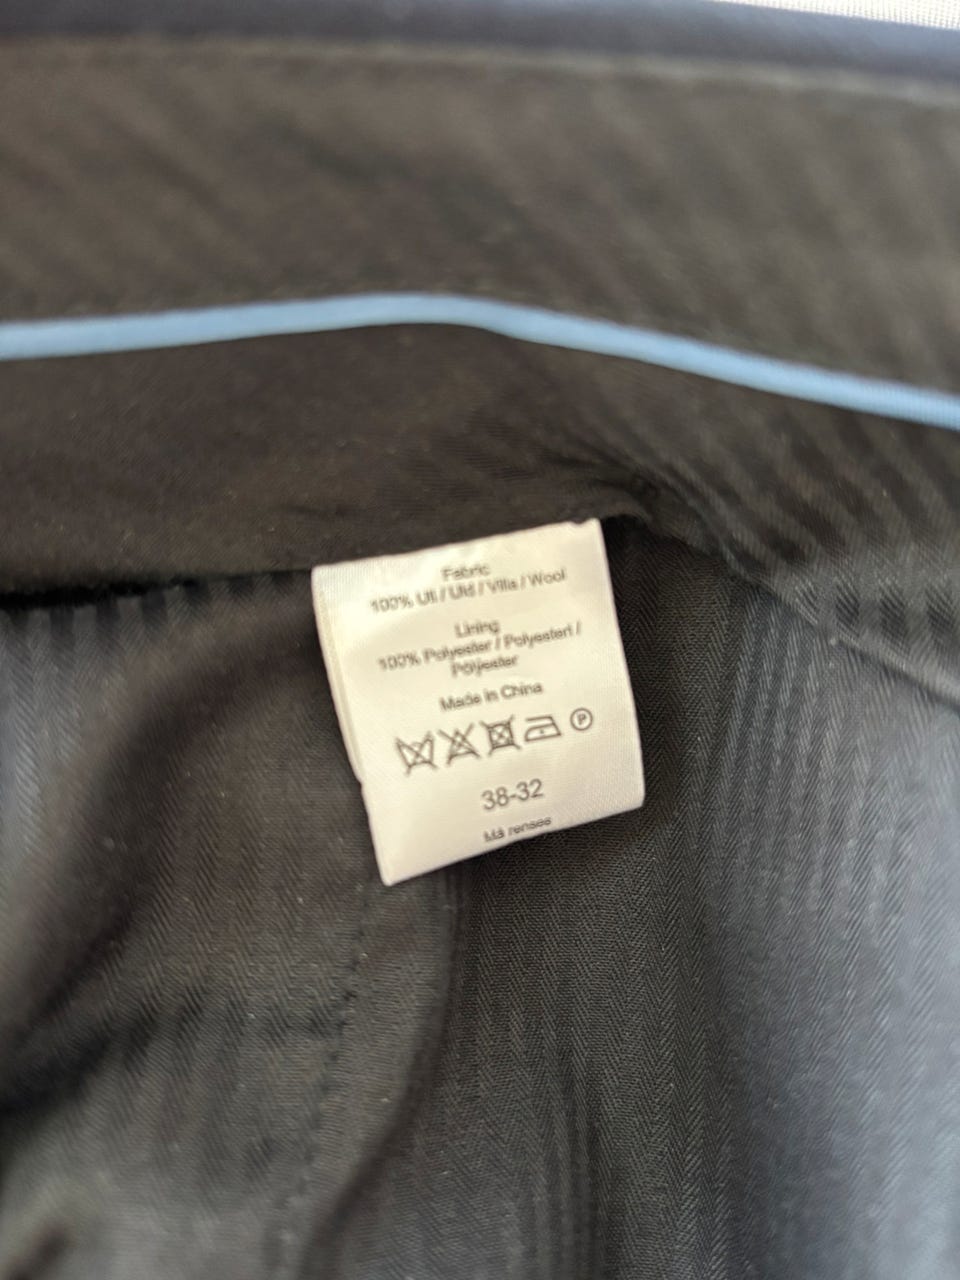 Fabric
100% Ull / Uld / Villa / Wool
Lining
100% Polyester / Polyesteri /
Polyester
Made in China
P
38-32
Må renses